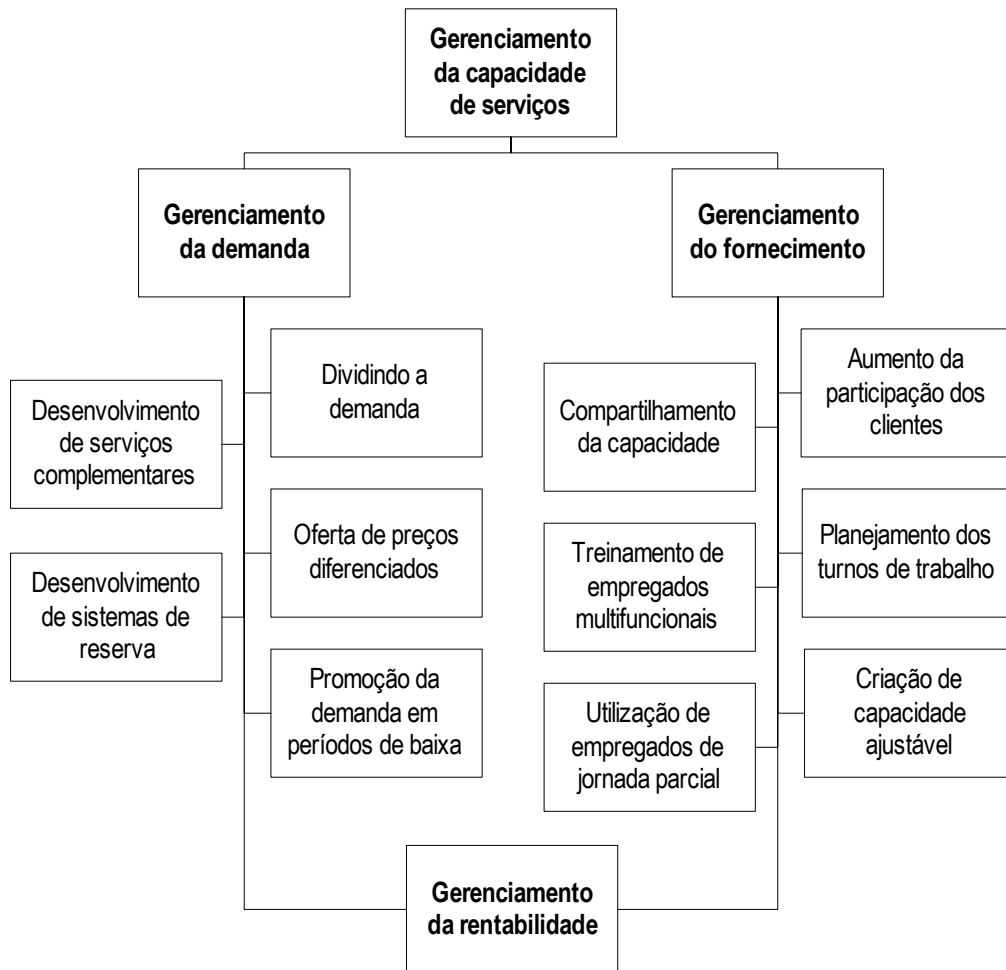 Gerenciamento
da capacidade
de serviços
Gerenciamento
da demanda
Gerenciamento
do fornecimento
Desenvolvimento
de serviços
complementares
Dividindo a
demanda
Desenvolvimento
de sistemas de
reserva
Oferta de preços
diferenciados
Promoção da
demanda em
períodos de baixa
Compartilhamento
da capacidade
Aumento da
participação dos
clientes
Treinamento de
empregados
multifuncionais
Planejamento dos
turnos de trabalho
Utilização de
empregados de
jornada parcial
Criação de
capacidade
ajustável
Gerenciamento
da rentabilidade